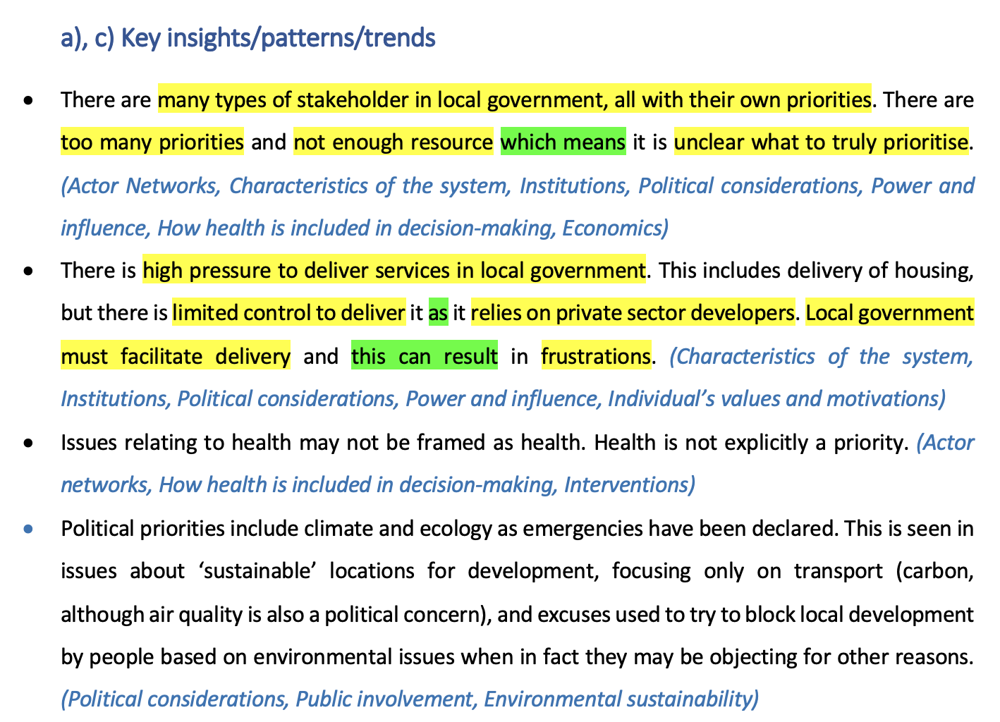 a), c) Key insights/patterns/trends
• There are many types of stakeholder in local government, all with their own priorities. There are
too many priorities and not enough resource which means it is unclear what to truly prioritise.
(Actor Networks, Characteristics of the system, Institutions, Political considerations, Power and
influence, How health is included in decision-making, Economics)
• There is high pressure to deliver services in local government. This includes delivery of housing,
but there is limited control to deliver it as it relies on private sector developers. Local government
must facilitate delivery and this can result in frustrations. (Characteristics of the system,
Institutions, Political considerations, Power and influence, Individual’s values and motivations)
• Issues relating to health may not be framed as health. Health is not explicitly a priority. (Actor
networks, How health is included in decision-making, Interventions)
• Political priorities include climate and ecology as emergencies have been declared. This is seen in
issues about ‘sustainable’ locations for development, focusing only on transport (carbon,
although air quality is also a political concern), and excuses used to try to block local development
by people based on environmental issues when in fact they may be objecting for other reasons.
(Political considerations, Public involvement, Environmental sustainability)